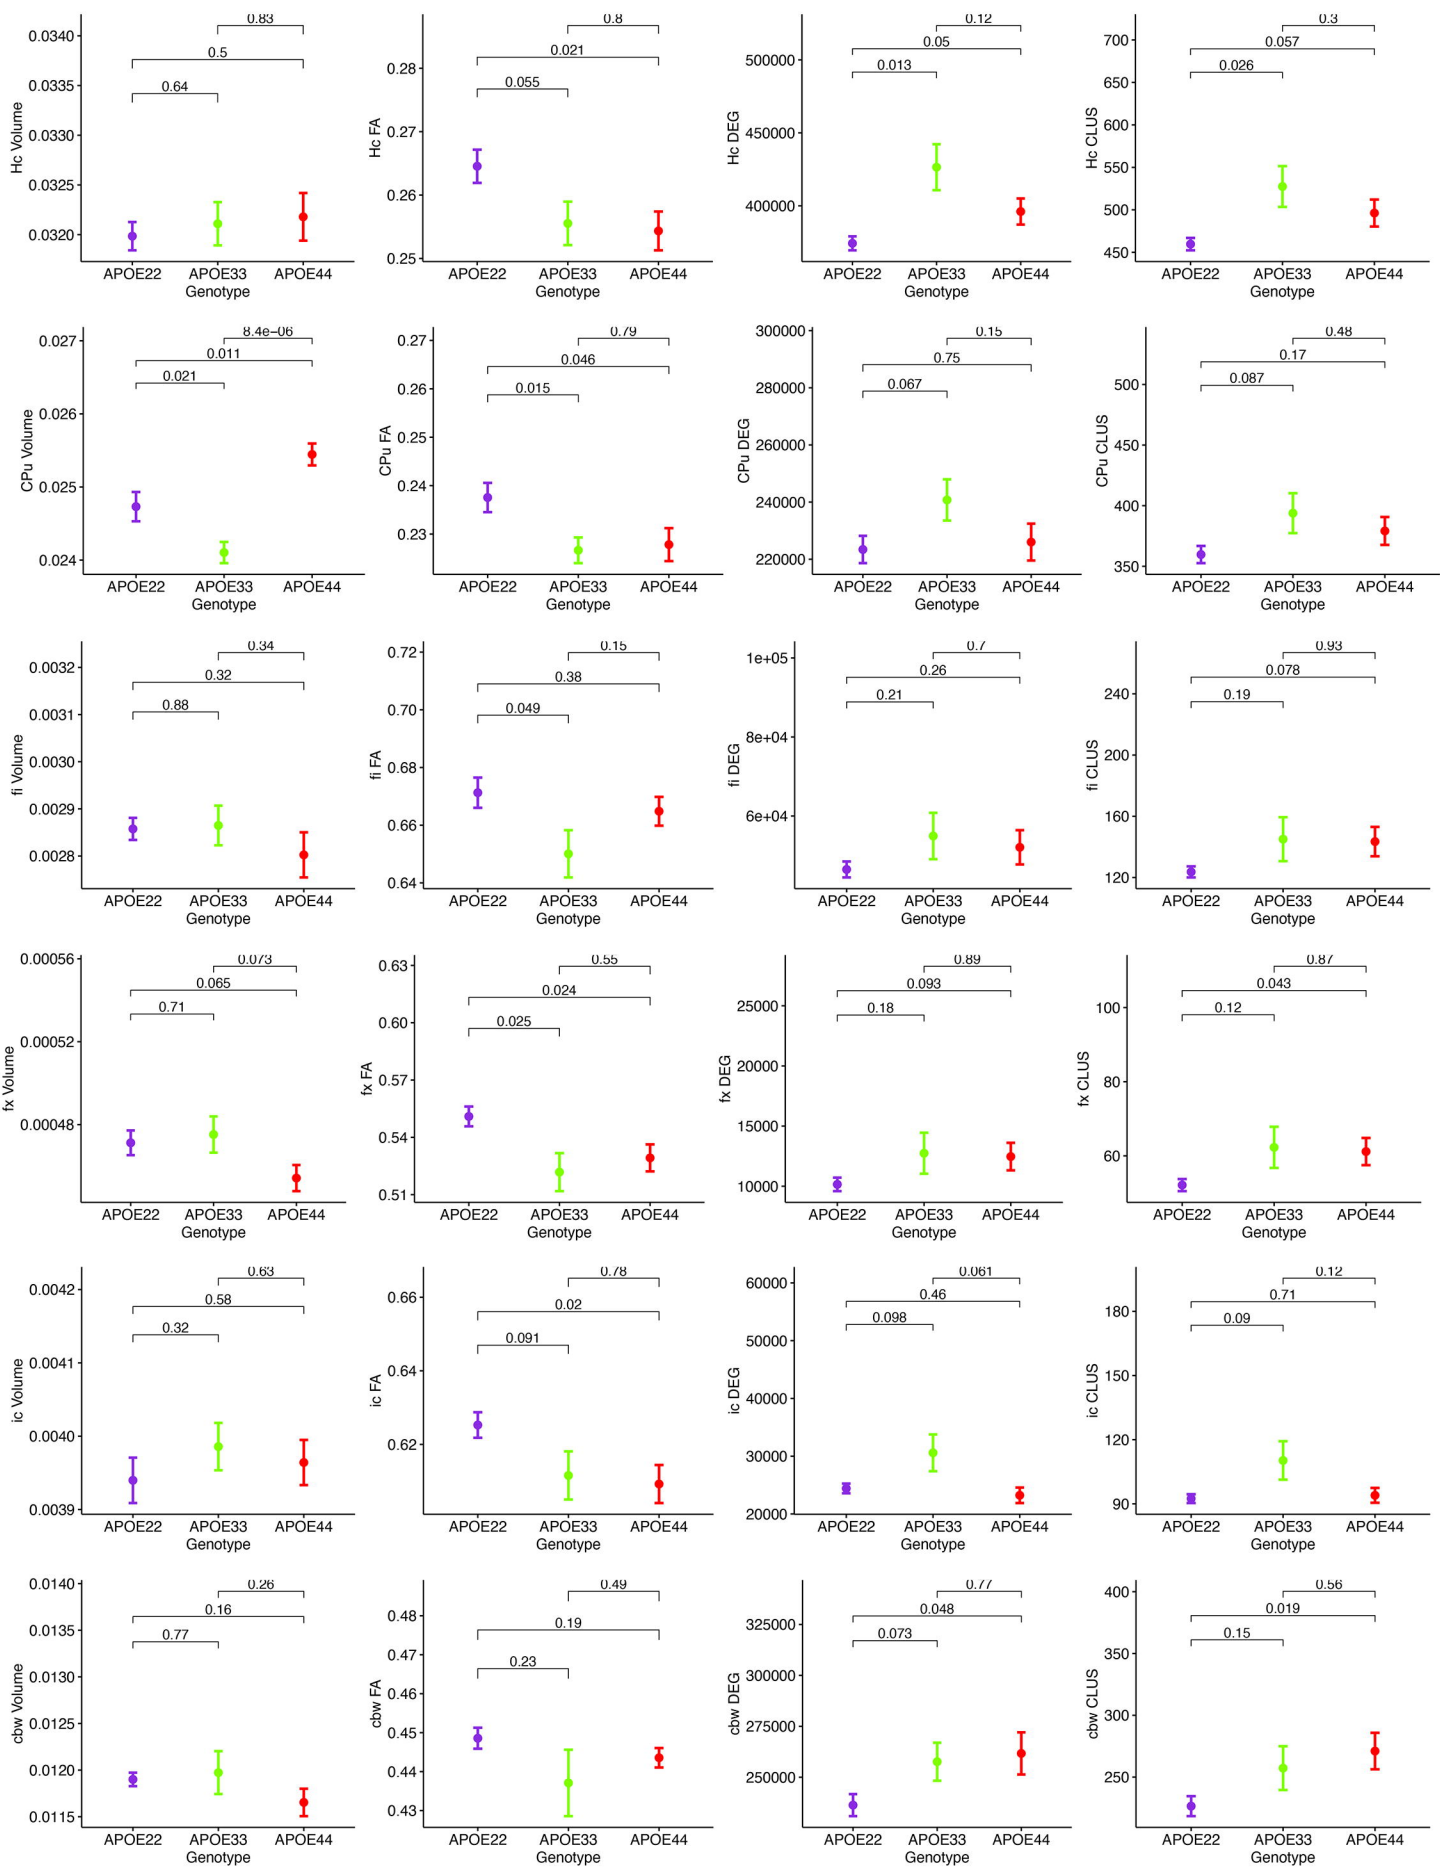 Hc Volume
0.0340
0.0335
0.0330
0.0325
0.0320
0.83
0.5
0.64
APOE22 APOE33 APOE44
Genotype
Hc FA
0.28
0.27
0.26
0.25
0.8
0.021
0.055
APOE22 APOE33 APOE44
Genotype
Hc DEG
500000
450000
400000
0.12
0.05
0.013
APOE22 APOE33 APOE44
Genotype
Hc CLUS
700
650
600
550
500
450
0.3
0.057
0.026
APOE22 APOE33 APOE44
Genotype
CPu Volume
0.027
0.026
0.025
0.024
8.4e−06
0.011
0.021
APOE22 APOE33 APOE44
Genotype
CPu FA
0.27
0.26
0.25
0.24
0.23
0.79
0.046
0.015
APOE22 APOE33 APOE44
Genotype
CPu DEG
300000
280000
260000
240000
220000
0.15
0.75
0.067
APOE22 APOE33 APOE44
Genotype
CPu CLUS
500
450
400
350
0.48
0.17
0.087
APOE22 APOE33 APOE44
Genotype
fi Volume
0.0032
0.0031
0.0030
0.0029
0.0028
0.34
0.32
0.88
APOE22 APOE33 APOE44
Genotype
fi FA
0.72
0.70
0.68
0.66
0.64
0.15
0.38
0.049
APOE22 APOE33 APOE44
Genotype
fi DEG
1e+05
8e+04
6e+04
0.7
0.26
0.21
APOE22 APOE33 APOE44
Genotype
fi CLUS
240
200
160
120
0.93
0.078
0.19
APOE22 APOE33 APOE44
Genotype
fx Volume
0.00056
0.00052
0.00048
0.073
0.065
0.71
APOE22 APOE33 APOE44
Genotype
fx FA
0.63
0.60
0.57
0.54
0.51
0.55
0.024
0.025
APOE22 APOE33 APOE44
Genotype
fx DEG
25000
20000
15000
10000
0.89
0.093
0.18
APOE22 APOE33 APOE44
Genotype
fx CLUS
100
80
60
0.87
0.043
0.12
APOE22 APOE33 APOE44
Genotype
ic Volume
0.0042
0.0041
0.0040
0.0039
0.63
0.58
0.32
APOE22 APOE33 APOE44
Genotype
ic FA
0.66
0.64
0.62
0.78
0.02
0.091
APOE22 APOE33 APOE44
Genotype
ic DEG
60000
50000
40000
30000
20000
0.061
0.46
0.098
APOE22 APOE33 APOE44
Genotype
ic CLUS
180
150
120
90
0.12
0.71
0.09
APOE22 APOE33 APOE44
Genotype
cbw Volume
0.0140
0.0135
0.0130
0.0125
0.0120
0.0115
0.26
0.16
0.77
APOE22 APOE33 APOE44
Genotype
cbw FA
0.48
0.47
0.46
0.45
0.44
0.43
0.49
0.19
0.23
APOE22 APOE33 APOE44
Genotype
cbw DEG
325000
300000
275000
250000
0.77
0.048
0.073
APOE22 APOE33 APOE44
Genotype
cbw CLUS
400
350
300
250
0.56
0.019
0.15
APOE22 APOE33 APOE44
Genotype